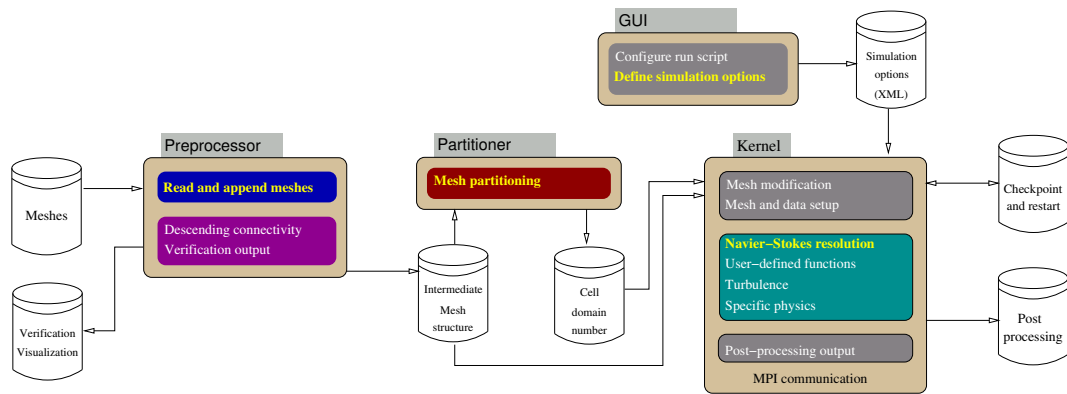 GUI
Configure run script
Define simulation options
Simulation
options
(XML)
Preprocessor
Read and append meshes
Descending connectivity
Verification output
Meshes
Verification
Visualization
Partitioner
Mesh partitioning
Intermediate
Mesh
structure
Cell
domain
number
Kernel
Mesh modification
Mesh and data setup
Navier−Stokes resolution
User−defined functions
Turbulence
Specific physics
Post−processing output
MPI communication
Checkpoint
and restart
Post
processing